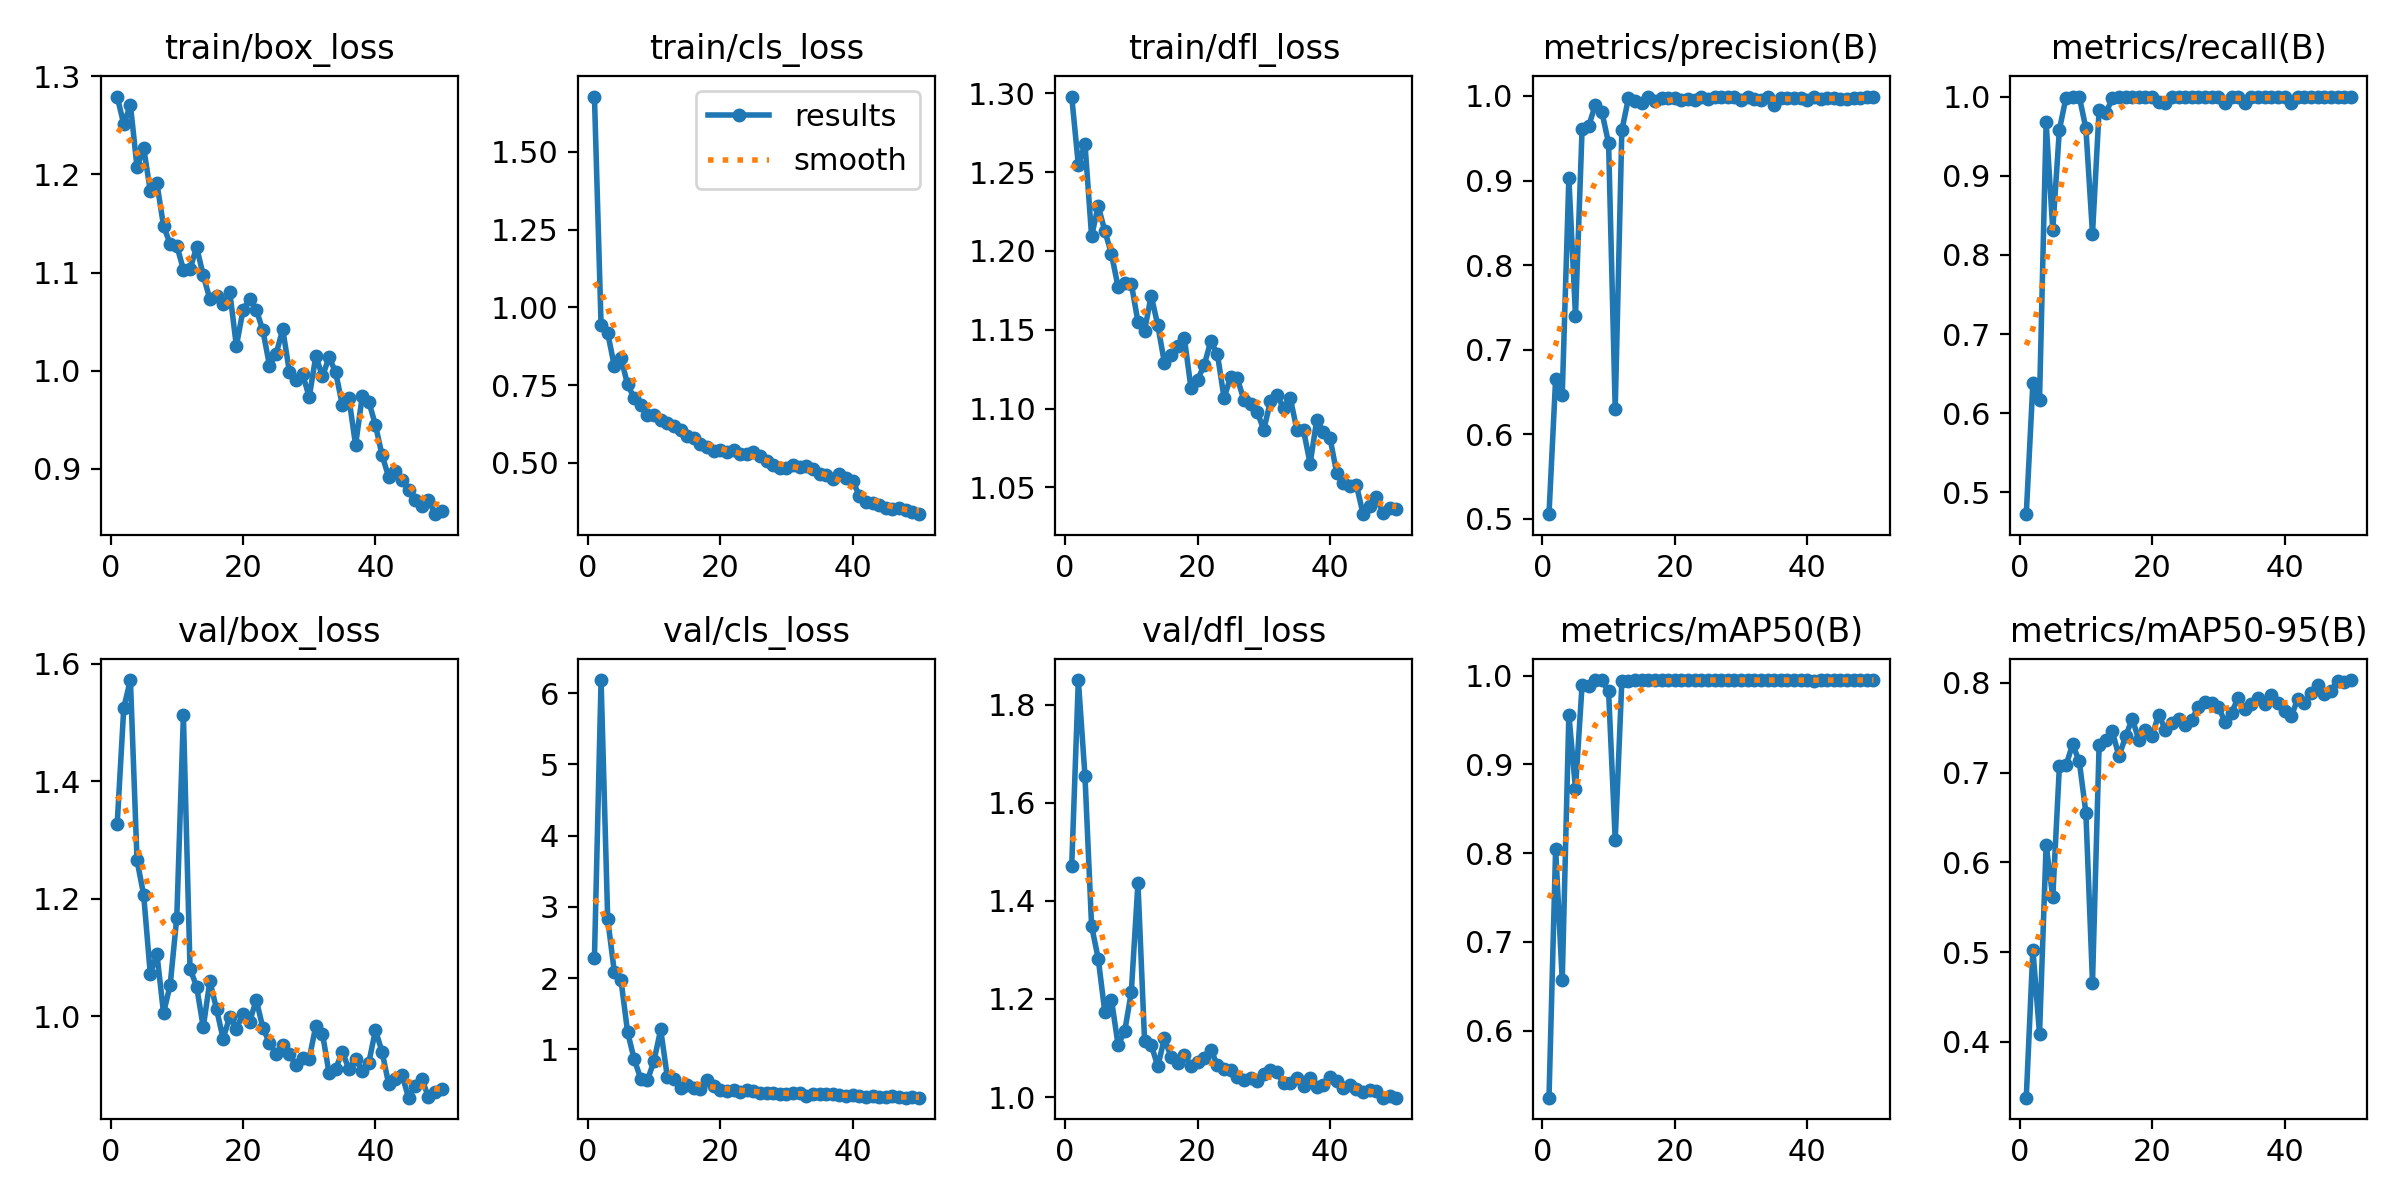 train/box_loss
1.3
1.2
1.1
1.0
0.9
0 20 40
train/cls_loss
results
smooth
1.50
1.25
1.00
0.75
0.50
0 20 40
train/dfl_loss
1.30
1.25
1.20
1.15
1.10
1.05
0 20 40
metrics/precision(B)
1.0
0.9
0.8
0.7
0.6
0.5
0 20 40
metrics/recall(B)
1.0
0.9
0.8
0.7
0.6
0.5
0 20 40
val/box_loss
1.6
1.4
1.2
1.0
0 20 40
val/cls_loss
6
5
4
3
2
1
0 20 40
val/dfl_loss
1.8
1.6
1.4
1.2
1.0
0 20 40
metrics/mAP50(B)
1.0
0.9
0.8
0.7
0.6
0 20 40
metrics/mAP50-95(B)
0.8
0.7
0.6
0.5
0.4
0 20 40